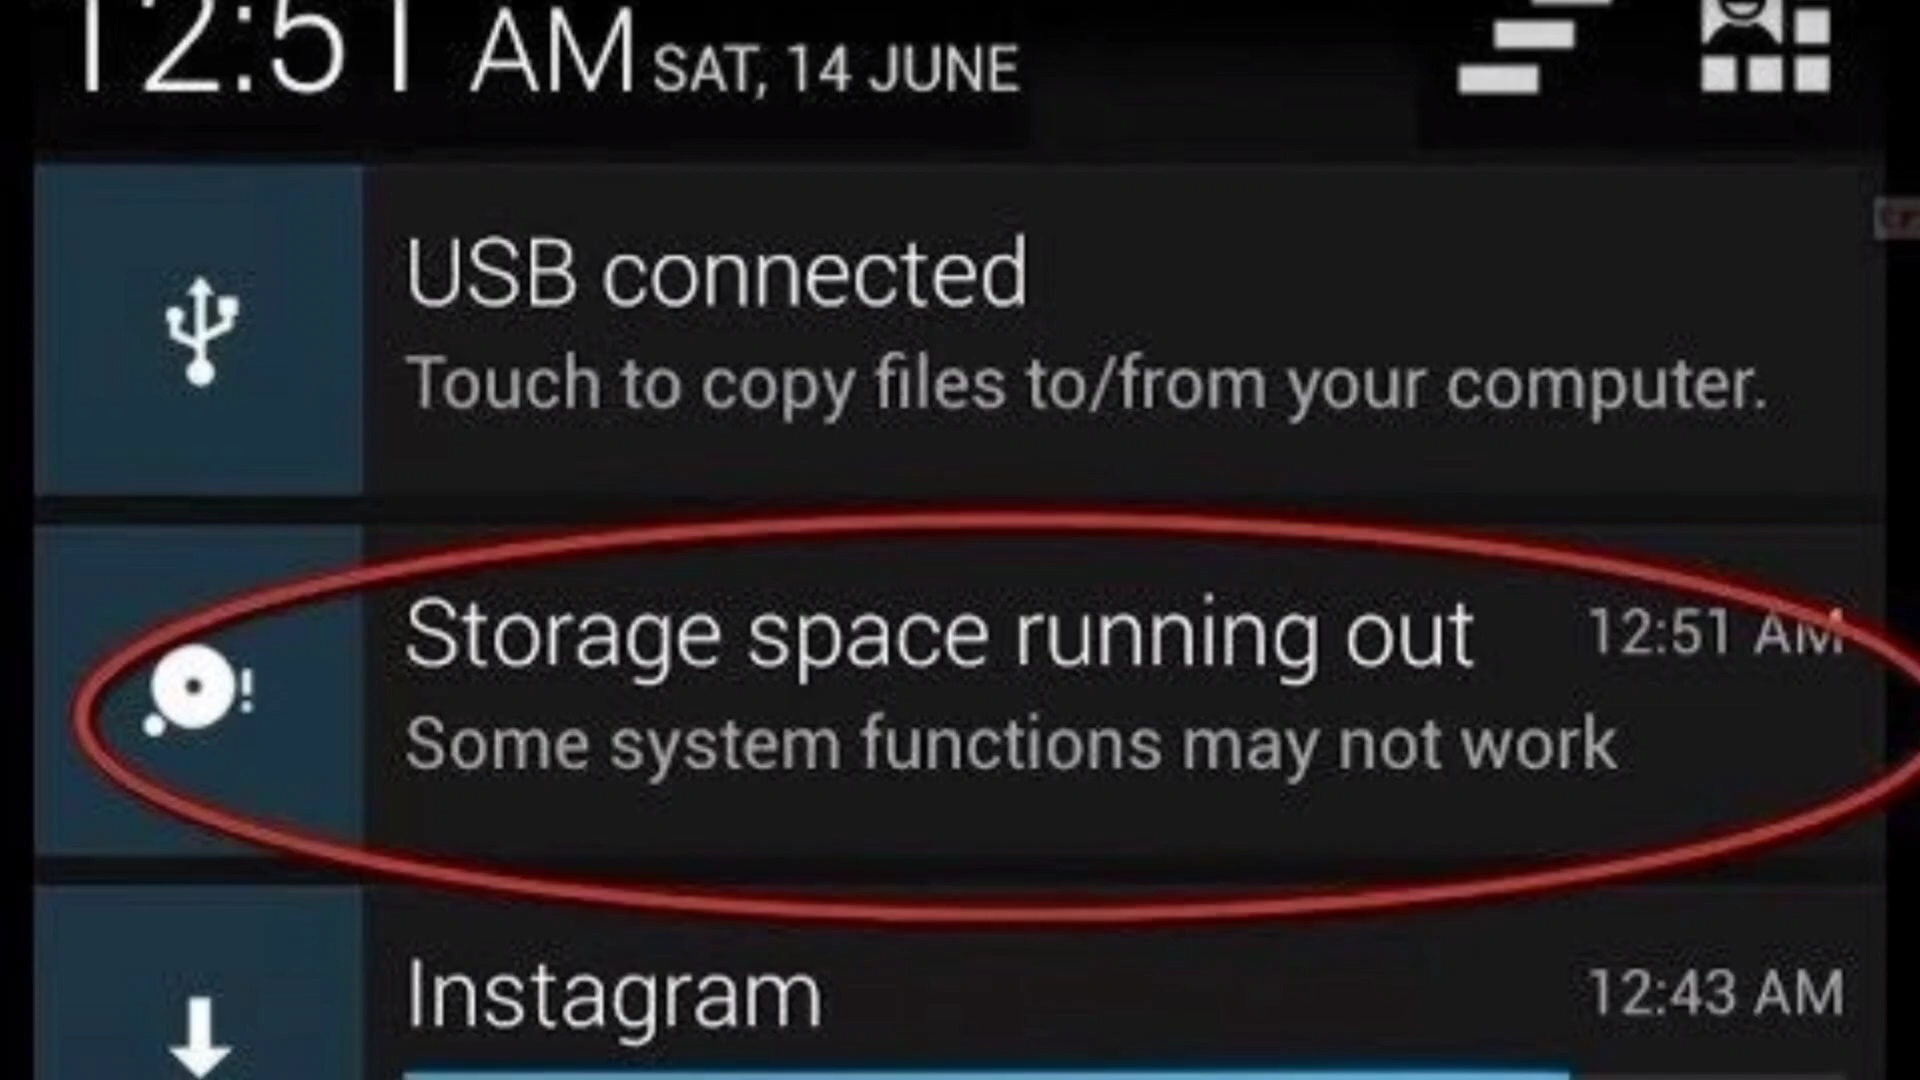 12:51 AM SAT, 14 JUNE
USB connected
Touch to copy files to/from your computer.
Storage space running out 12:51 AM
Some system functions may not work
Instagram 12:43 AM